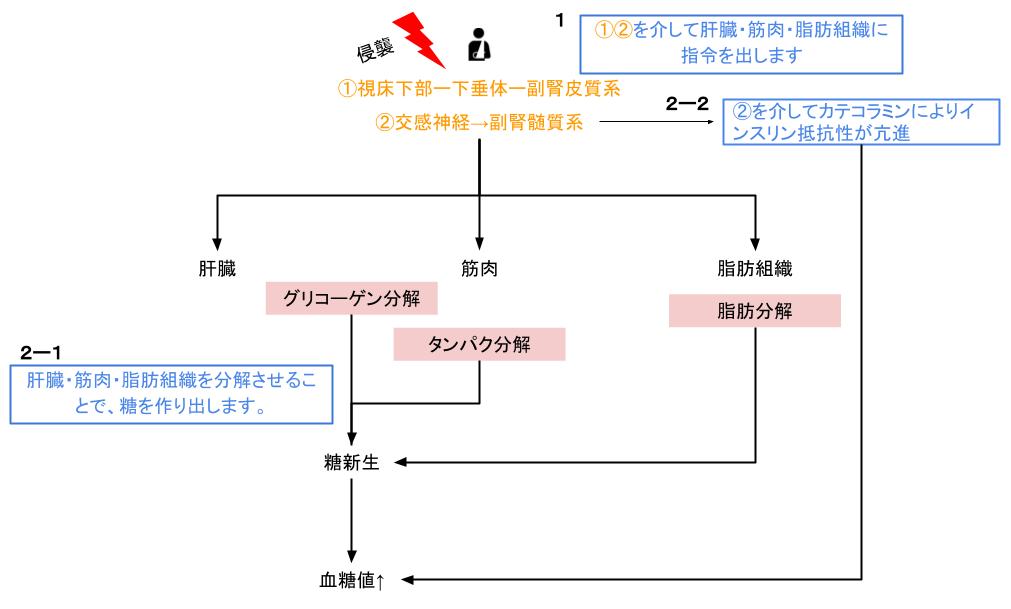 侵襲
1
①②を介して肝臓・筋肉・脂肪組織に
指令を出します
①視床下部ー下垂体ー副腎皮質系
②交感神経→副腎髄質系
2ー2
②を介してカテコラミンによりイ
ンスリン抵抗性が亢進
肝臓
筋肉
脂肪組織
グリコーゲン分解
脂肪分解
タンパク分解
2ー1
肝臓・筋肉・脂肪組織を分解させるこ
とで、糖を作り出します。
糖新生
血糖値↑